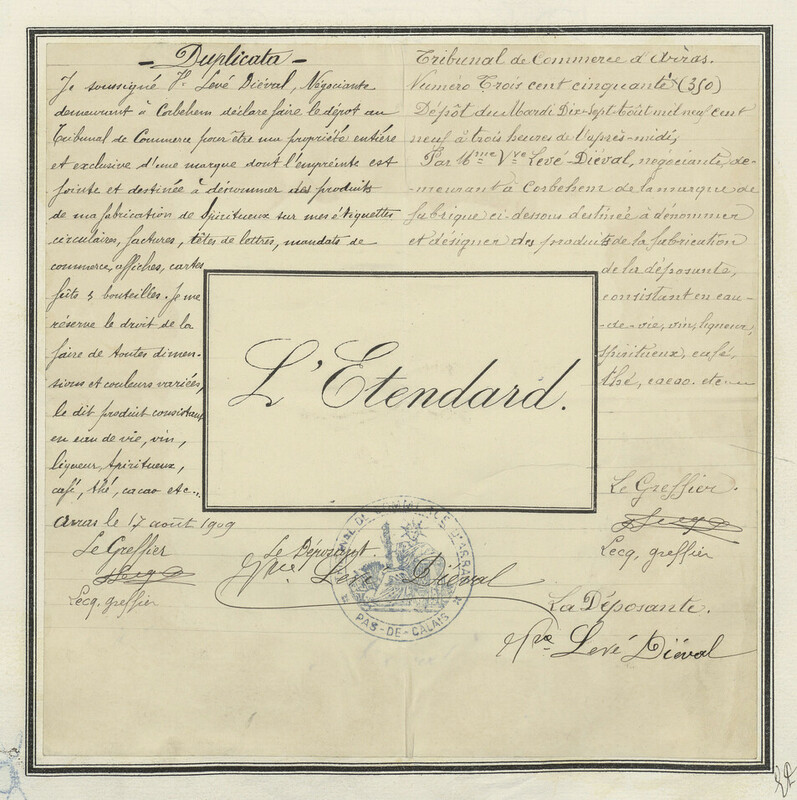 - Duplicata -
Je soussigné Vve Levé Diéval, Négociante
demeurant à Corbehem déclare faire le dépôt au
Tribunal de Commerce pour être ma propriété entière
et exclusive d'une marque dont l'empreinte est
jointe et destinée à dénommer des produits
de ma fabrication de Spiritueux sur mes étiquettes
circulaires, factures, têtes de lettres, mandats de
commerce, affiches, cartes
fûts & bouteilles. Je me
réserve le droit de la
faire de toutes dimen-
sions et couleurs variées,
le dit produit consistant
en eau de vie, vin,
liqueur, spiritueux,
café, thé, cacao etc..
Arras le 17 août 1909
Le Greffier
Lecq, greffier
Le Déposant.
Vve Levé Diéval
Tribunal de Commerce d'Arras.
Numéro Trois cent cinquante (350)
Dépôt du Mardi Dix-Sept Août mil neuf cent
neuf à trois heures de l'après-midi,
Par Mme Vve Levé-Diéval, négociante, de-
meurant à Corbehem de la marque de
fabrique ci-dessous destinée à dénommer
et désigner des produits de la fabrication
de la déposante,
consistant en eau-
-de-vie, vin, liqueur,
spiritueux, café,
thé, cacao. etc
L'Etendard.
Le Greffier.
Lecq, greffier
La Déposante.
Vve Levé Diéval
TRIBUNAL DE COMMERCE D'ARRAS
PAS-DE-CALAIS